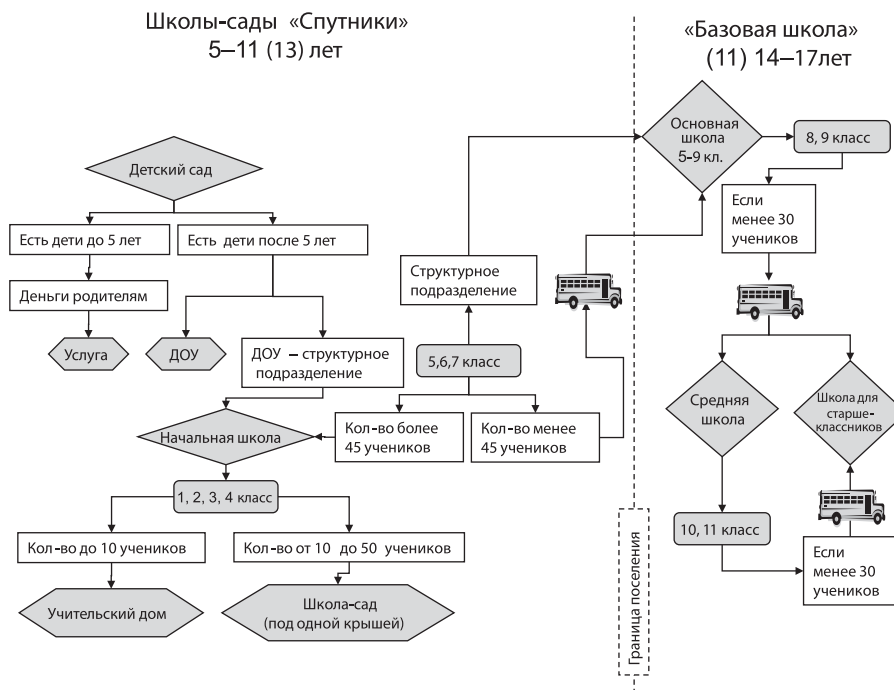 Школы-сады «Спутники»
5–11 (13) лет
«Базовая школа»
(11) 14–17лет
Детский сад
Есть дети до 5 лет
Есть дети после 5 лет
Деньги родителям
Услуга
ДОУ
ДОУ – структурное
подразделение
Начальная школа
1, 2, 3, 4 класс
Кол-во до 10 учеников
Кол-во от 10 до 50 учеников
Учительский дом
Школа-сад
(под одной крышей)
Структурное
подразделение
5,6,7 класс
Кол-во более
45 учеников
Кол-во менее
45 учеников
Граница поселения
Основная
школа
5-9 кл.
8, 9 класс
Если
менее 30
учеников
Средняя
школа
Школа для
старше-
классников
10, 11 класс
Если
менее 30
учеников